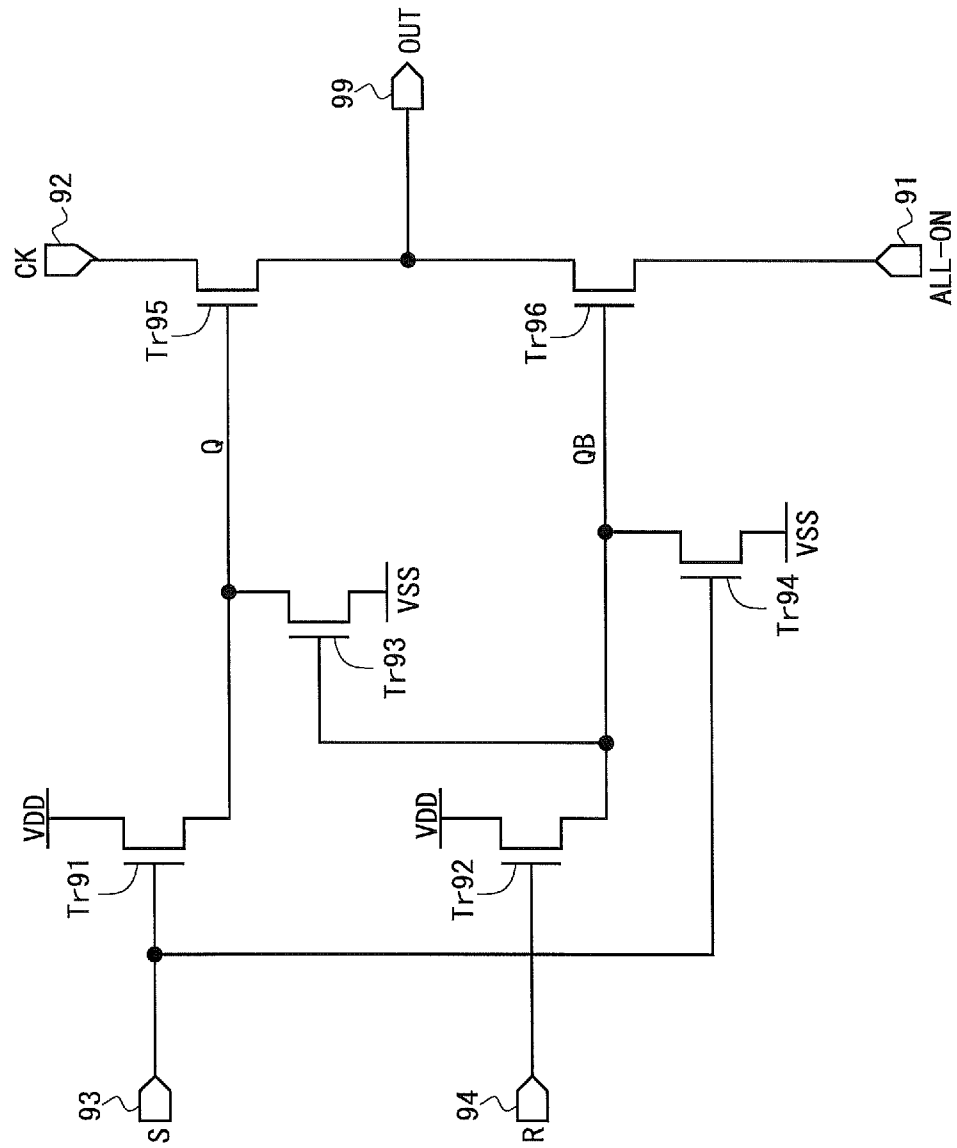 CK
92
99
OUT
Tr95
Q
VDD
Tr91
VSS
Tr93
93
S
Tr96
QB
VDD
Tr92
VSS
Tr94
94
R
91
ALL-ON